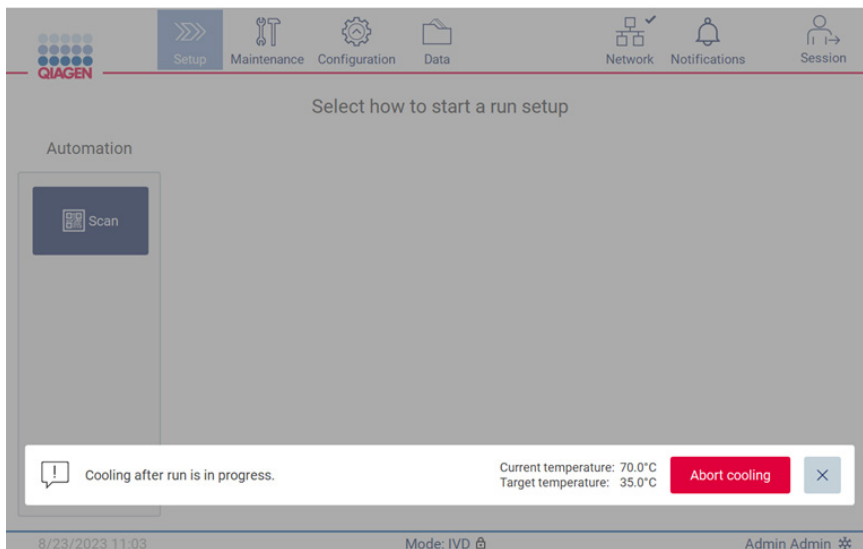 QIAGEN
Setup
Maintenance
Configuration
Data
Network
Notifications
Session
Select how to start a run setup
Automation
Scan
Cooling after run is in progress.
Current temperature: 70.0°C
Target temperature: 35.0°C
Abort cooling
8/23/2023 11:03
Mode: IVD
Admin Admin